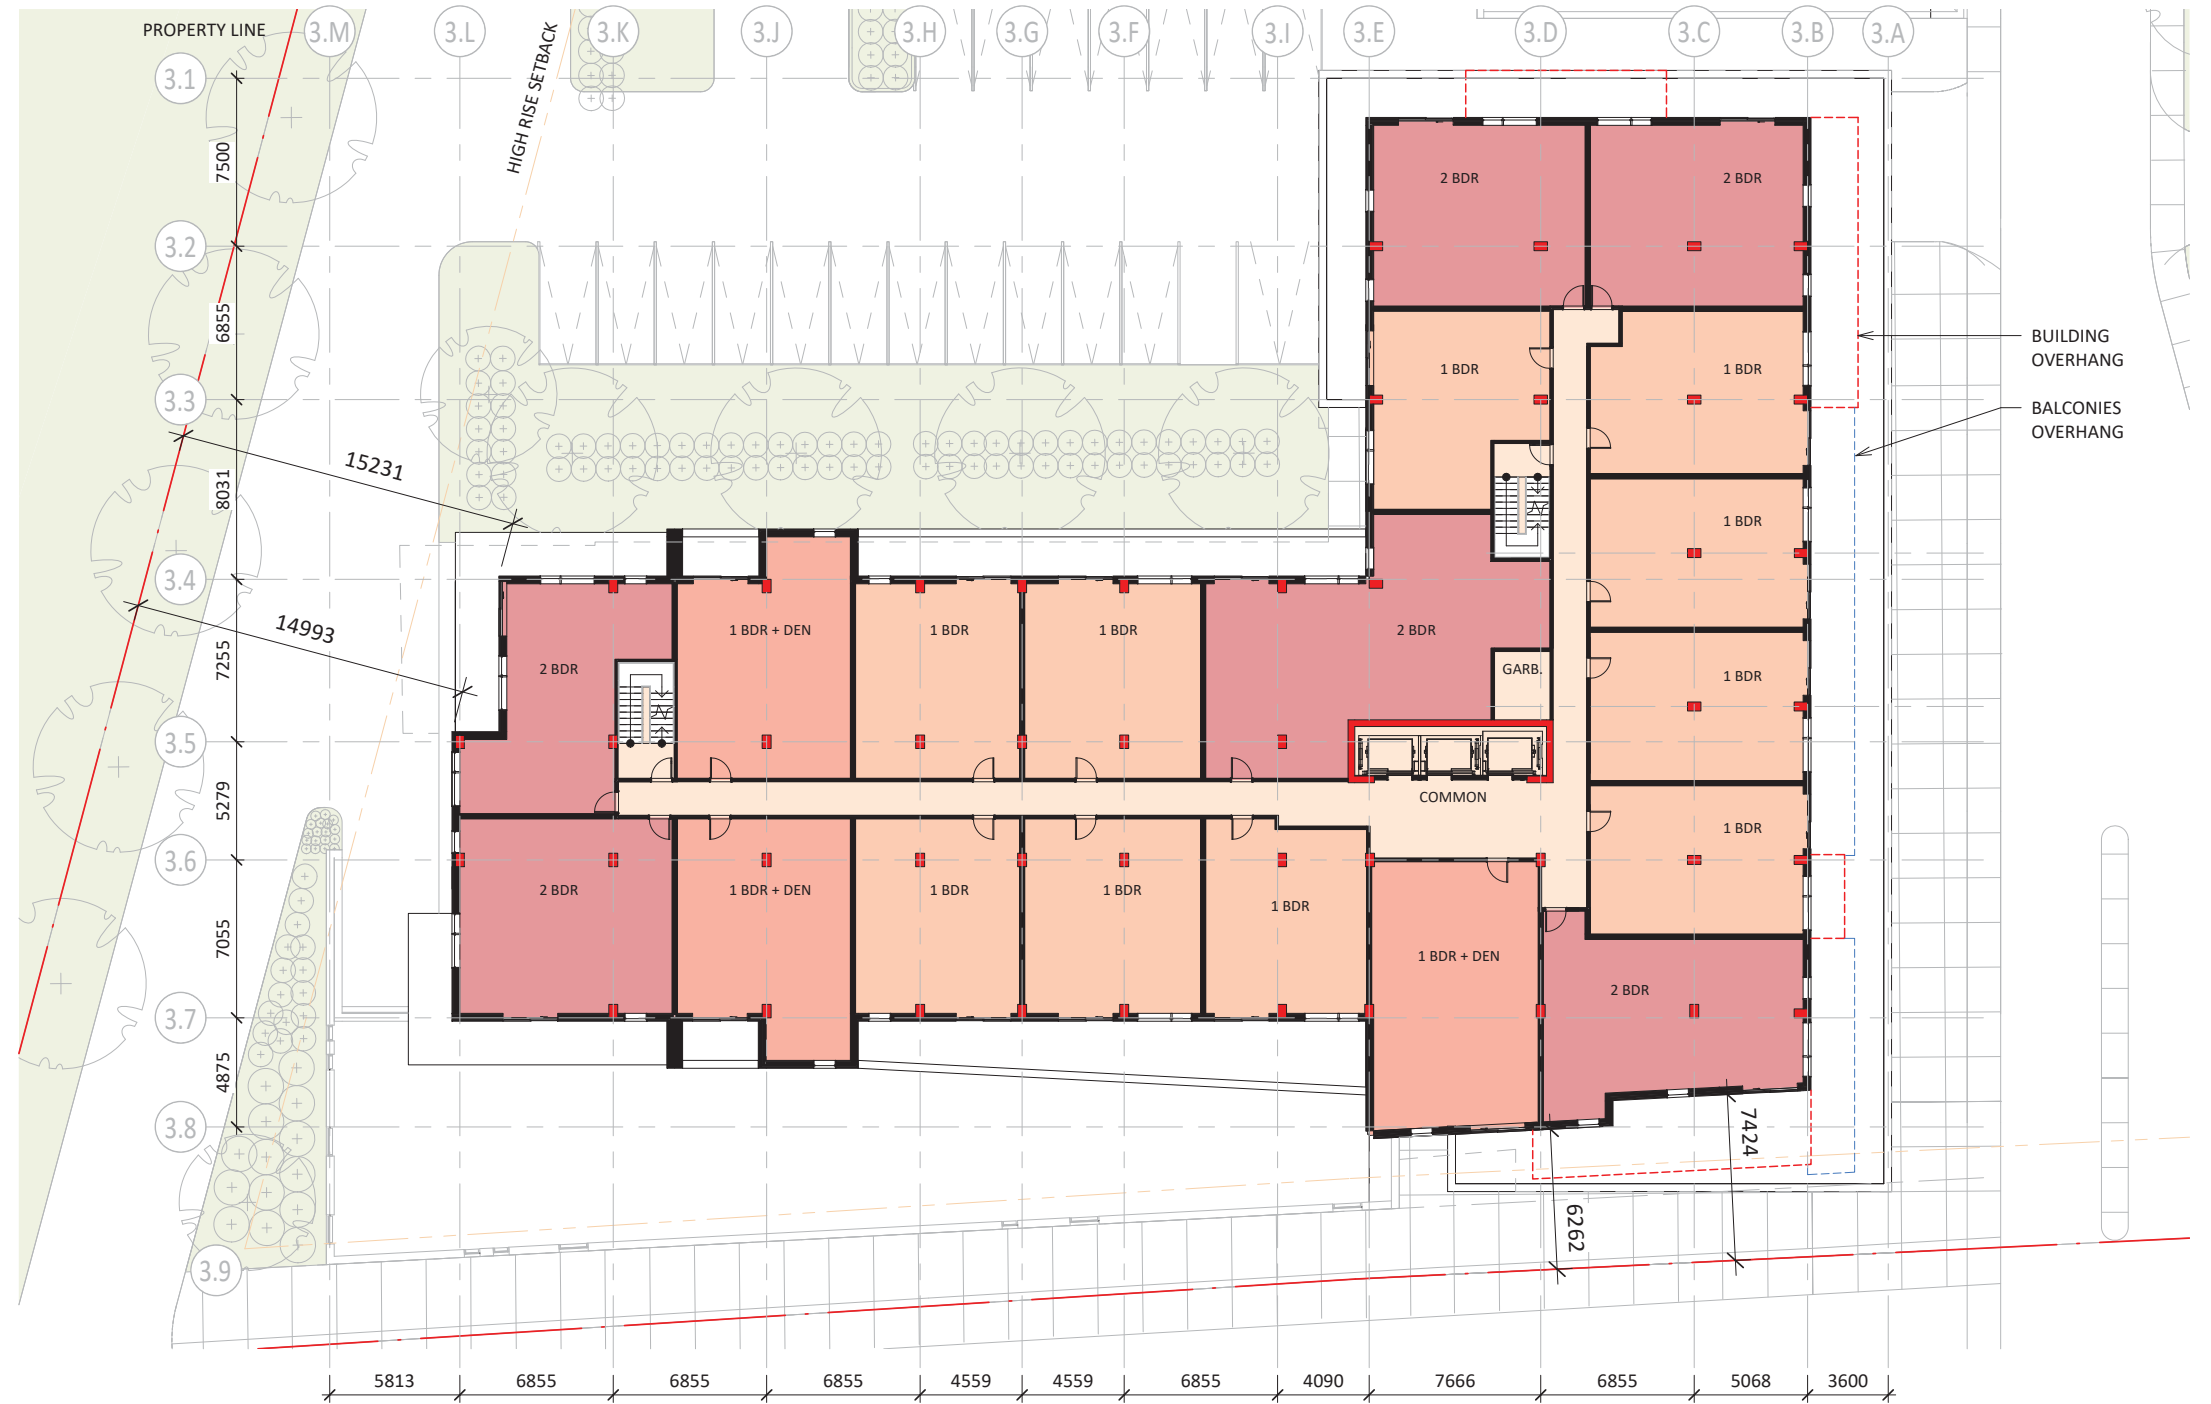 PROPERTY LINE
3.M
3.L
3.K
3.J
3.H
3.G
3.F
3.I
3.E
3.D
3.C
3.B
3.A
HIGH RISE SETBACK
3.1
7500
3.2
6855
3.3
8031
3.4
7255
3.5
5279
3.6
7055
3.7
4875
3.8
3.9
15231
14993
2 BDR
2 BDR
1 BDR
1 BDR
BUILDING
OVERHANG
BALCONIES
OVERHANG
1 BDR
1 BDR + DEN
1 BDR
1 BDR
2 BDR
2 BDR
GARB.
1 BDR
COMMON
1 BDR
2 BDR
1 BDR + DEN
1 BDR
1 BDR
1 BDR
1 BDR + DEN
2 BDR
7424
6262
5813
6855
6855
6855
4559
4559
6855
4090
7666
6855
5068
3600